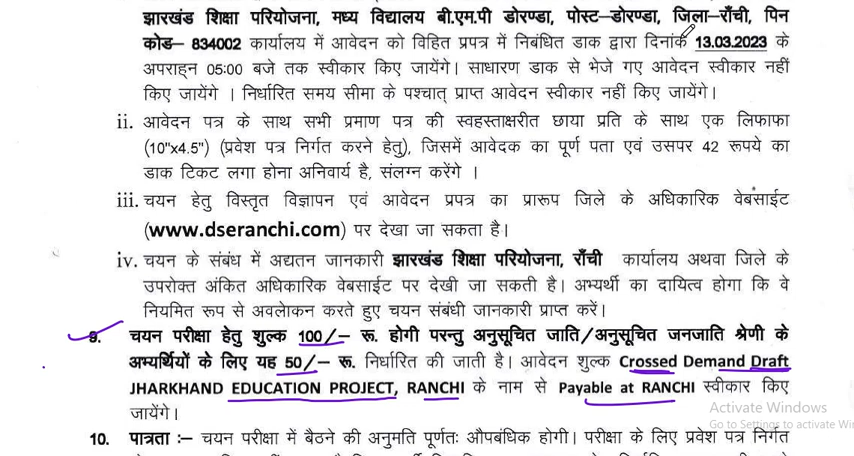 झारखंड शिक्षा परियोजना, मध्य विद्यालय बी.एम.पी डोरण्डा, पोस्ट–डोरण्डा, जिला–राँची, पिन
कोड– 834002 कार्यालय में आवेदन को विहित प्रपत्र में निबंधित डाक द्वारा दिनांक 13.03.2023 के
अपराह्न 05:00 बजे तक स्वीकार किए जायेंगे। साधारण डाक से भेजे गए आवेदन स्वीकार नहीं
किए जायेंगे । निर्धारित समय सीमा के पश्चात् प्राप्त आवेदन स्वीकार नहीं किए जायेंगे।
ii. आवेदन पत्र के साथ सभी प्रमाण पत्र की स्वहस्ताक्षरीत छाया प्रति के साथ एक लिफाफा
(10"x4.5") (प्रवेश पत्र निर्गत करने हेतु), जिसमें आवेदक का पूर्ण पता एवं उसपर 42 रूपये का
डाक टिकट लगा होना अनिवार्य है, संलग्न करेंगे ।
iii. चयन हेतु विस्तृत विज्ञापन एवं आवेदन प्रपत्र का प्रारूप जिले के अधिकारिक वेबसाईट
(www.dseranchi.com) पर देखा जा सकता है।
iv. चयन के संबंध में अद्यतन जानकारी झारखंड शिक्षा परियोजना, राँची कार्यालय अथवा जिले के
उपरोक्त अंकित अधिकारिक वेबसाईट पर देखी जा सकती है। अभ्यर्थी का दायित्व होगा कि वे
नियमित रूप से अवलोकन करते हुए चयन संबंधी जानकारी प्राप्त करें।
9. चयन परीक्षा हेतु शुल्क 100/– रू. होगी परन्तु अनुसूचित जाति/अनुसूचित जनजाति श्रेणी के
अभ्यर्थियों के लिए यह 50/– रू. निर्धारित की जाती है। आवेदन शुल्क Crossed Demand Draft
JHARKHAND EDUCATION PROJECT, RANCHI के नाम से Payable at RANCHI स्वीकार किए
जायेंगे।
Activate Windows
Go to Settings to activate Wi
10. पात्रता :– चयन परीक्षा में बैठने की अनुमति पूर्णतः औपबंधिक होगी। परीक्षा के लिए प्रवेश पत्र निर्गत